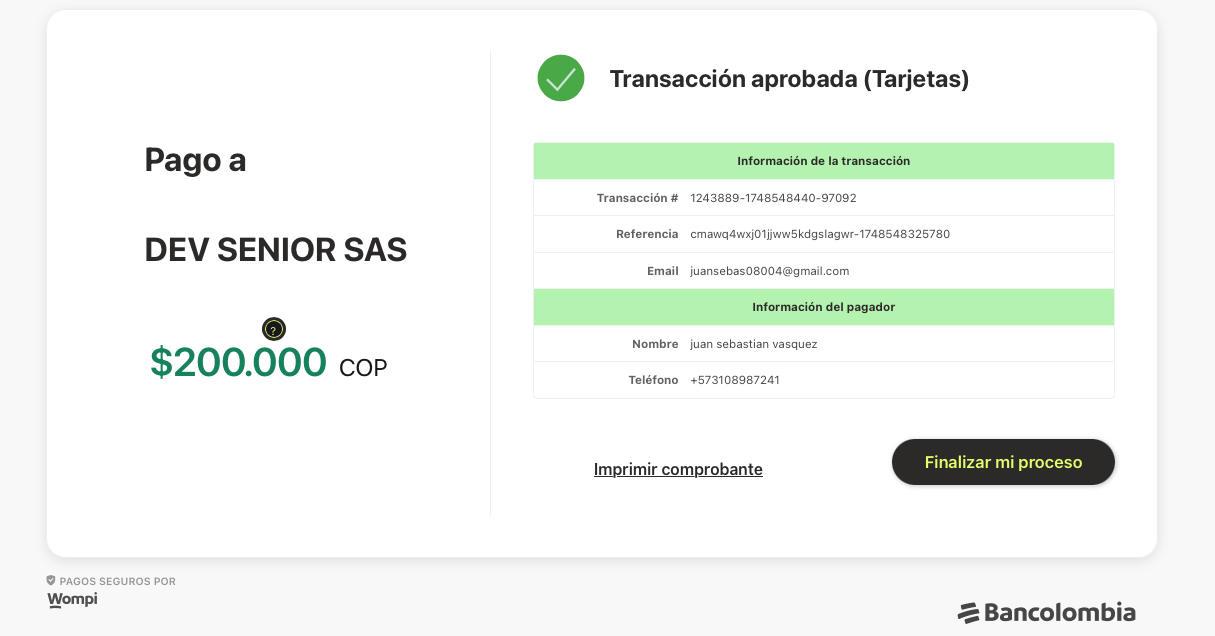 Pago a
DEV SENIOR SAS
?
$200.000 COP
Transacción aprobada (Tarjetas)
Información de la transacción
Transacción # 1243889-1748548440-97092
Referencia cmawq4wxj01jjww5kdgslagwr-1748548325780
Email juansebas08004@gmail.com
Información del pagador
Nombre juan sebastian vasquez
Teléfono +573108987241
Imprimir comprobante
Finalizar mi proceso
PAGOS SEGUROS POR
Wompi
Bancolombia